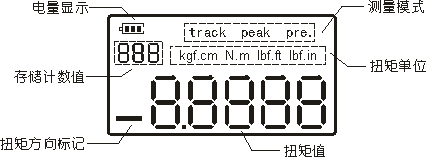 电量显示
测量模式
track peak pre.
888
kgf.cm N.m lbf.ft lbf.in
扭矩单位
存储计数值
-8.8888
扭矩方向标记
扭矩值